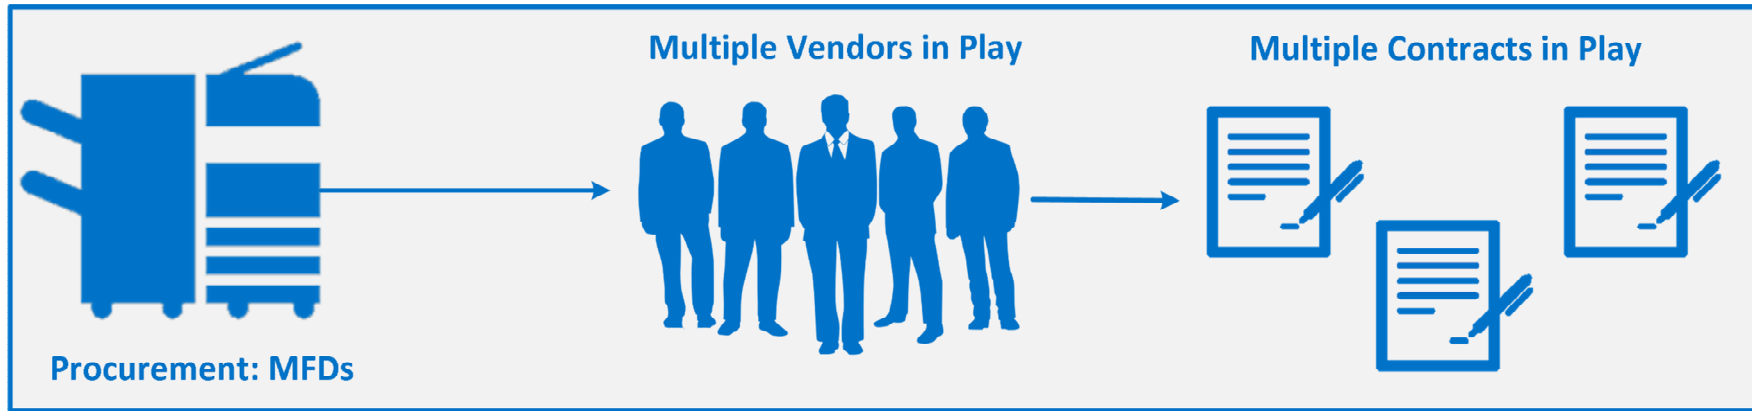 Multiple Vendors in Play
Multiple Contracts in Play
Procurement: MFDs